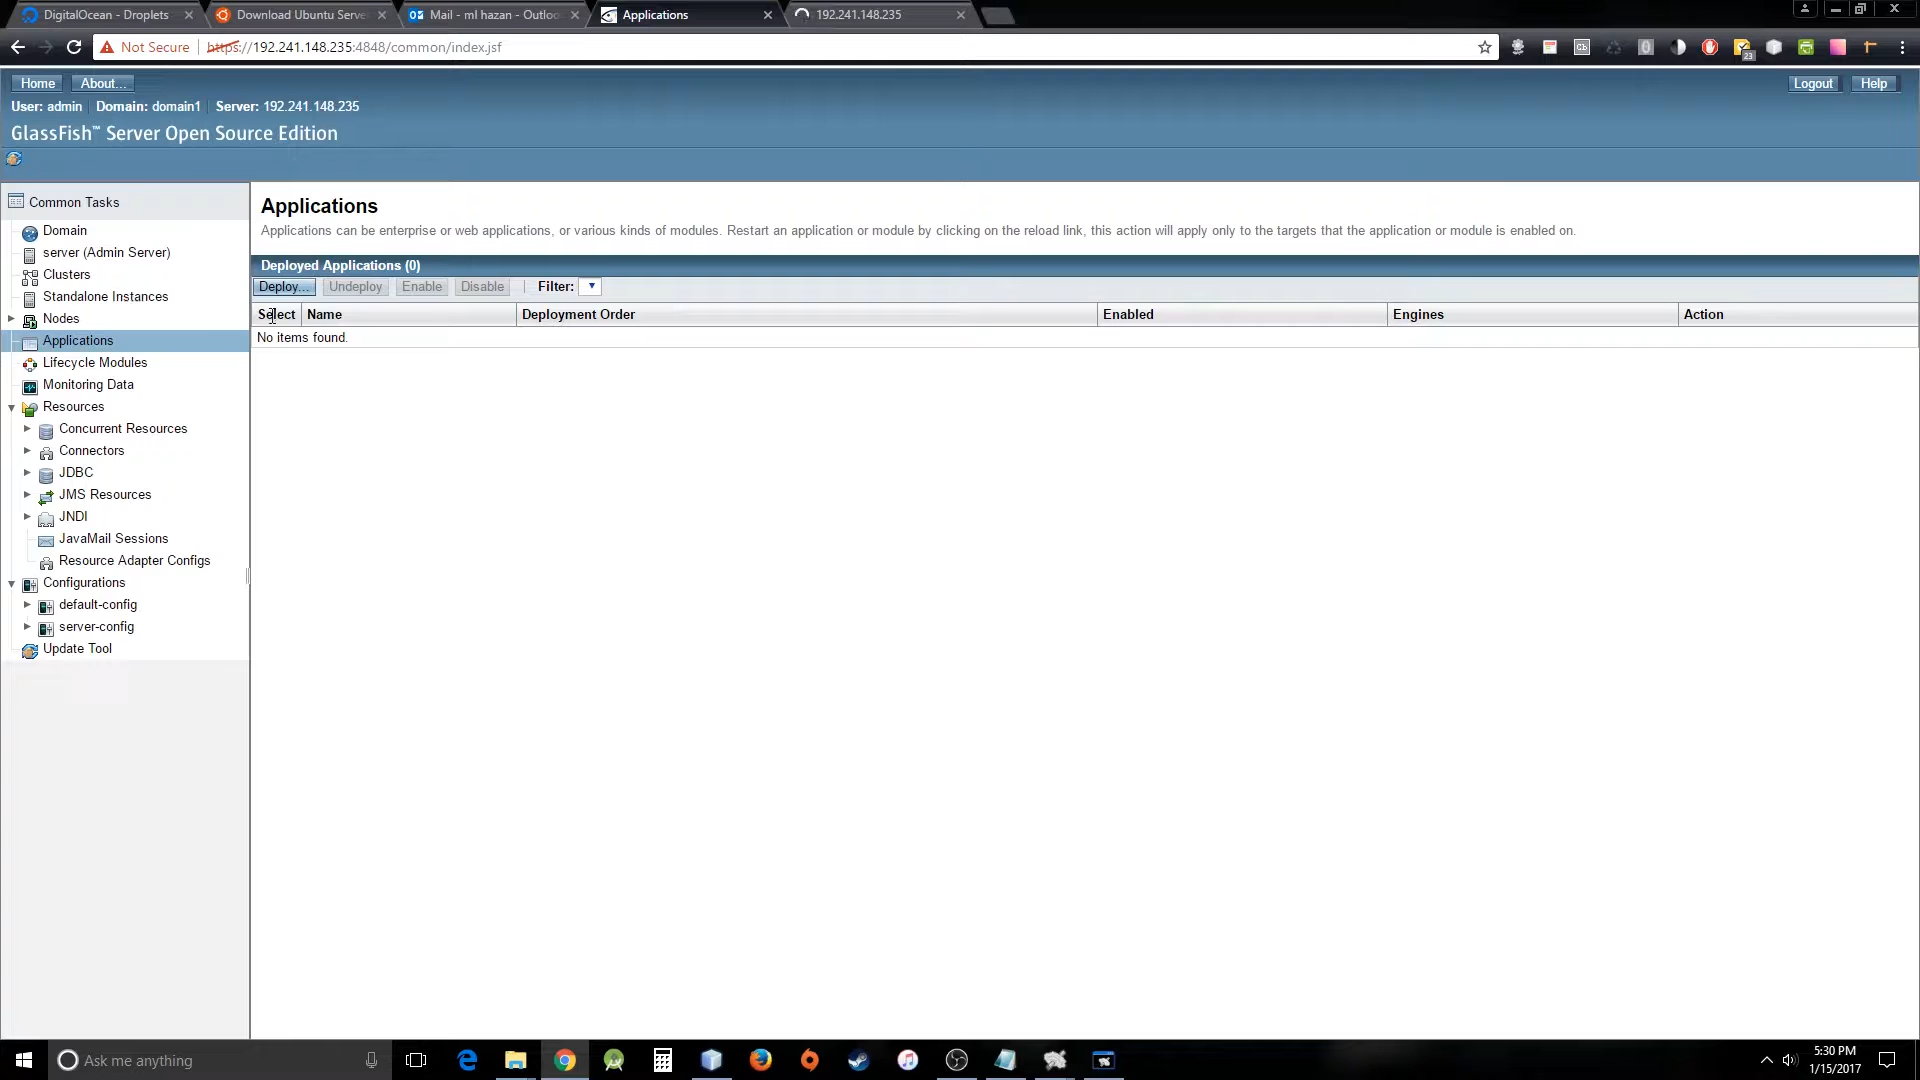 DigitalOcean - Droplets
Download Ubuntu Serve
Mail - ml hazan - Outloo
Applications
192.241.148.235
Not Secure
https://192.241.148.235:4848/common/index.jsf
23
Home
About...
Logout
Help
User: admin
Domain: domain1
Server: 192.241.148.235
GlassFish™ Server Open Source Edition
Common Tasks
Domain
server (Admin Server)
Clusters
Standalone Instances
Nodes
Applications
Lifecycle Modules
Monitoring Data
Resources
Concurrent Resources
Connectors
JDBC
JMS Resources
JNDI
JavaMail Sessions
Resource Adapter Configs
Configurations
default-config
server-config
Update Tool
Applications
Applications can be enterprise or web applications, or various kinds of modules. Restart an application or module by clicking on the reload link, this action will apply only to the targets that the application or module is enabled on.
Deployed Applications (0)
Deploy...
Undeploy
Enable
Disable
Filter:
Select
Name
Deployment Order
Enabled
Engines
Action
No items found.
Ask me anything
5:30 PM
1/15/2017